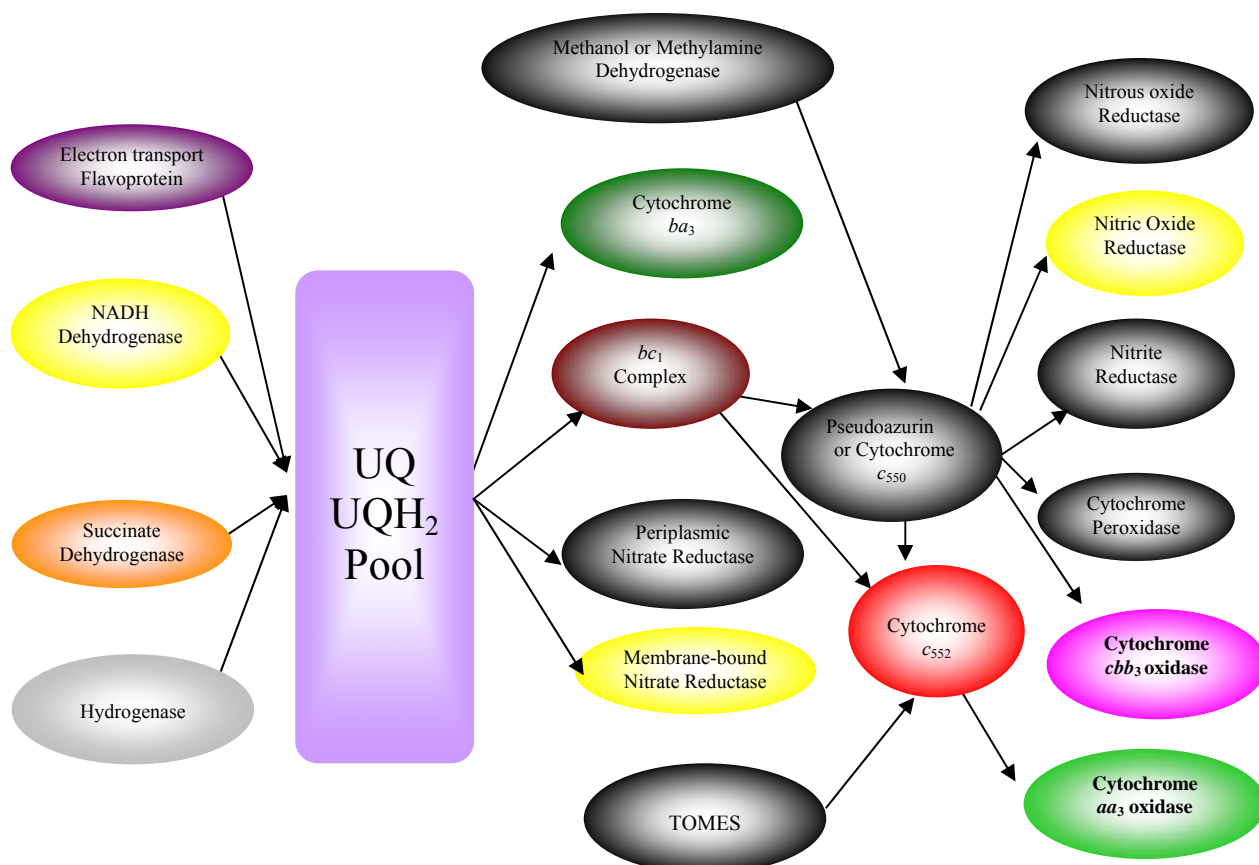 Electron transport
Flavoprotein
NADH
Dehydrogenase
Succinate
Dehydrogenase
Hydrogenase
UQ
UQH₂
Pool
Methanol or Methylamine
Dehydrogenase
Cytochrome
ba₃
bc₁
Complex
Periplasmic
Nitrate Reductase
Membrane-bound
Nitrate Reductase
TOMES
Pseudoazurin
or Cytochrome
c₅₅₀
Cytochrome
c₅₅₂
Nitrous oxide
Reductase
Nitric Oxide
Reductase
Nitrite
Reductase
Cytochrome
Peroxidase
Cytochrome
cbb₃ oxidase
Cytochrome
aa₃ oxidase